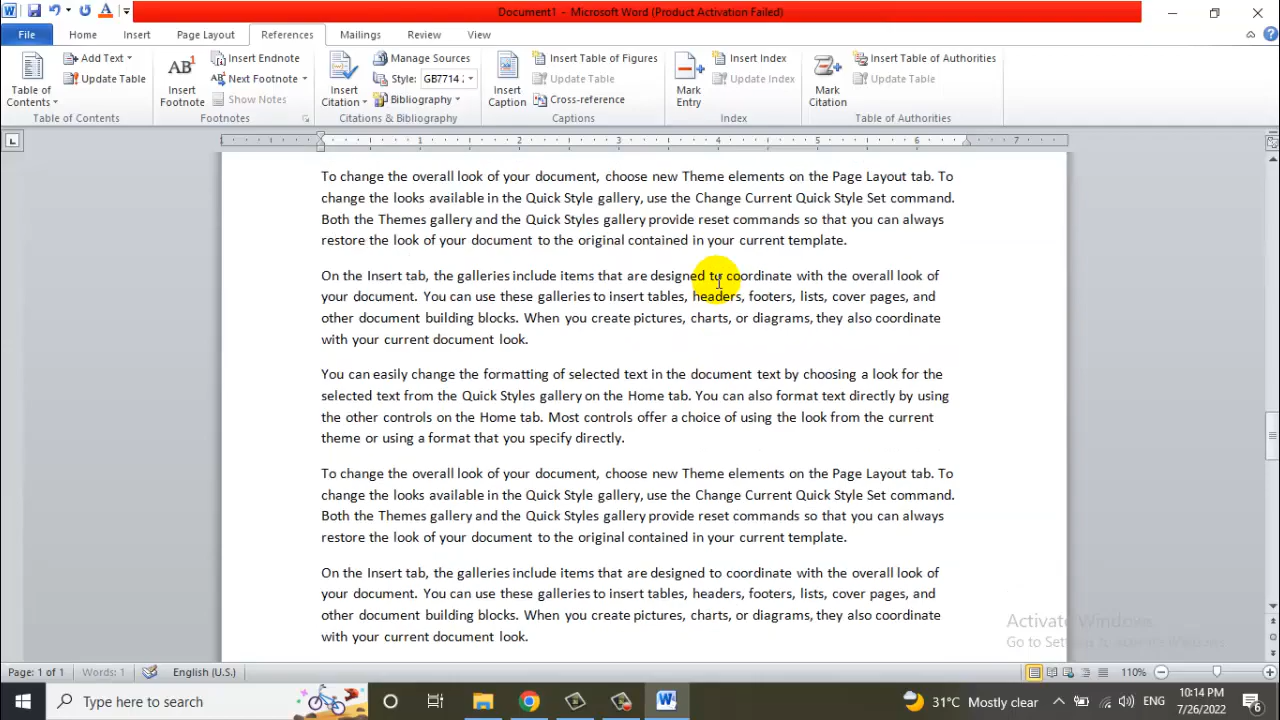 Document1 - Microsoft Word (Product Activation Failed)
File Home Insert Page Layout References Mailings Review View
Table of Contents
Add Text
Update Table
Table of Contents
AB1
Insert Footnote
Insert Endnote
Next Footnote
Show Notes
Footnotes
Insert Citation
Manage Sources
Style: GB7714
Bibliography
Citations & Bibliography
Insert Caption
Insert Table of Figures
Update Table
Cross-reference
Captions
Mark Entry
Insert Index
Update Index
Index
Mark Citation
Insert Table of Authorities
Update Table
Table of Authorities
1 2 3 4 5 6 7
To change the overall look of your document, choose new Theme elements on the Page Layout tab. To
change the looks available in the Quick Style gallery, use the Change Current Quick Style Set command.
Both the Themes gallery and the Quick Styles gallery provide reset commands so that you can always
restore the look of your document to the original contained in your current template.
On the Insert tab, the galleries include items that are designed to coordinate with the overall look of
your document. You can use these galleries to insert tables, headers, footers, lists, cover pages, and
other document building blocks. When you create pictures, charts, or diagrams, they also coordinate
with your current document look.
You can easily change the formatting of selected text in the document text by choosing a look for the
selected text from the Quick Styles gallery on the Home tab. You can also format text directly by using
the other controls on the Home tab. Most controls offer a choice of using the look from the current
theme or using a format that you specify directly.
To change the overall look of your document, choose new Theme elements on the Page Layout tab. To
change the looks available in the Quick Style gallery, use the Change Current Quick Style Set command.
Both the Themes gallery and the Quick Styles gallery provide reset commands so that you can always
restore the look of your document to the original contained in your current template.
On the Insert tab, the galleries include items that are designed to coordinate with the overall look of
your document. You can use these galleries to insert tables, headers, footers, lists, cover pages, and
other document building blocks. When you create pictures, charts, or diagrams, they also coordinate
with your current document look.
Activate Windows
Go to Settings to activate Windows.
Page: 1 of 1 Words: 1 English (U.S.) 110%
Type here to search
31°C Mostly clear ENG
10:14 PM
7/26/2022
6